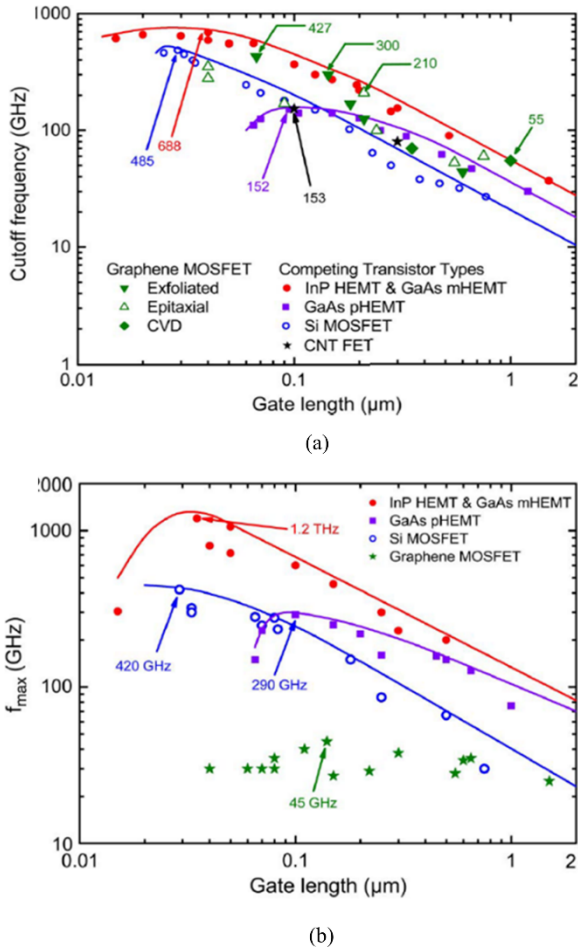 1000
100
10
1
Cutoff frequency (GHz)
427
300
210
55
485
688
152
153
Graphene MOSFET
Exfoliated
Epitaxial
CVD
Competing Transistor Types
InP HEMT & GaAs mHEMT
GaAs pHEMT
Si MOSFET
CNT FET
0.01
0.1
1
2
Gate length (μm)
(a)
2000
1000
100
10
fmax (GHz)
InP HEMT & GaAs mHEMT
GaAs pHEMT
Si MOSFET
Graphene MOSFET
1.2 THz
420 GHz
290 GHz
45 GHz
0.01
0.1
1
2
Gate length (μm)
(b)